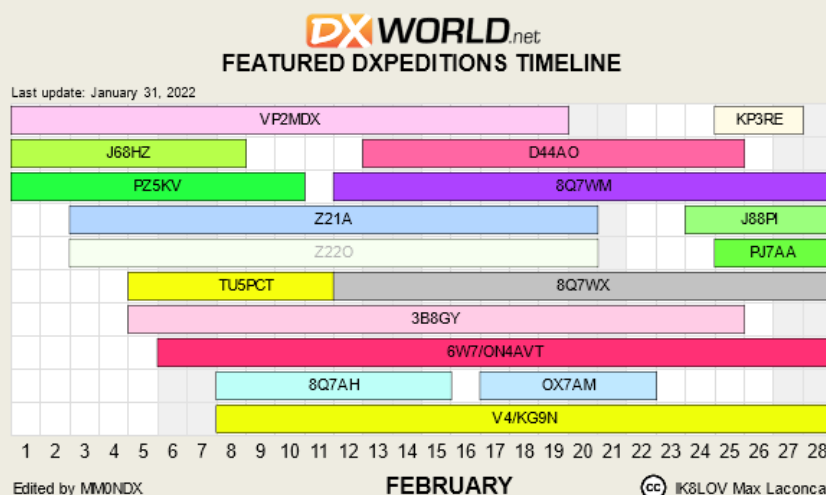 DX WORLD.net
FEATURED DXPEDITIONS TIMELINE
Last update: January 31, 2022
VP2MDX KP3RE
J68HZ D44AO
PZ5KV 8Q7WM
Z21A J88PI
Z22O PJ7AA
TU5PCT 8Q7WX
3B8GY
6W7/ON4AVT
8Q7AH OX7AM
V4/KG9N
1 2 3 4 5 6 7 8 9 10 11 12 13 14 15 16 17 18 19 20 21 22 23 24 25 26 27 28
Edited by MM0NDX FEBRUARY cc IK8LOV Max Laconca